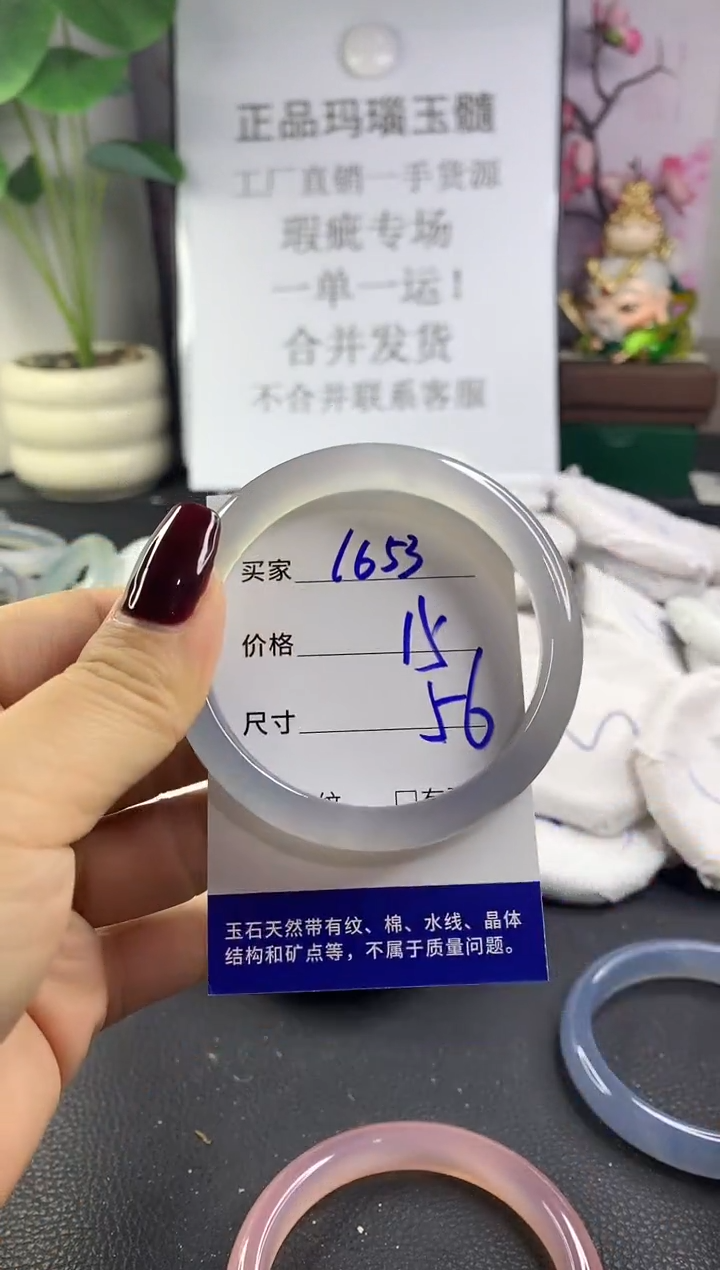 正品玛瑙玉髓
工厂直销一手货源
瑕疵专场
一单一运！
合并发货
不合并联系客服
买家 1653
价格 15
尺寸 56
纹 □有
玉石天然带有纹、棉、水线、晶体
结构和矿点等，不属于质量问题。